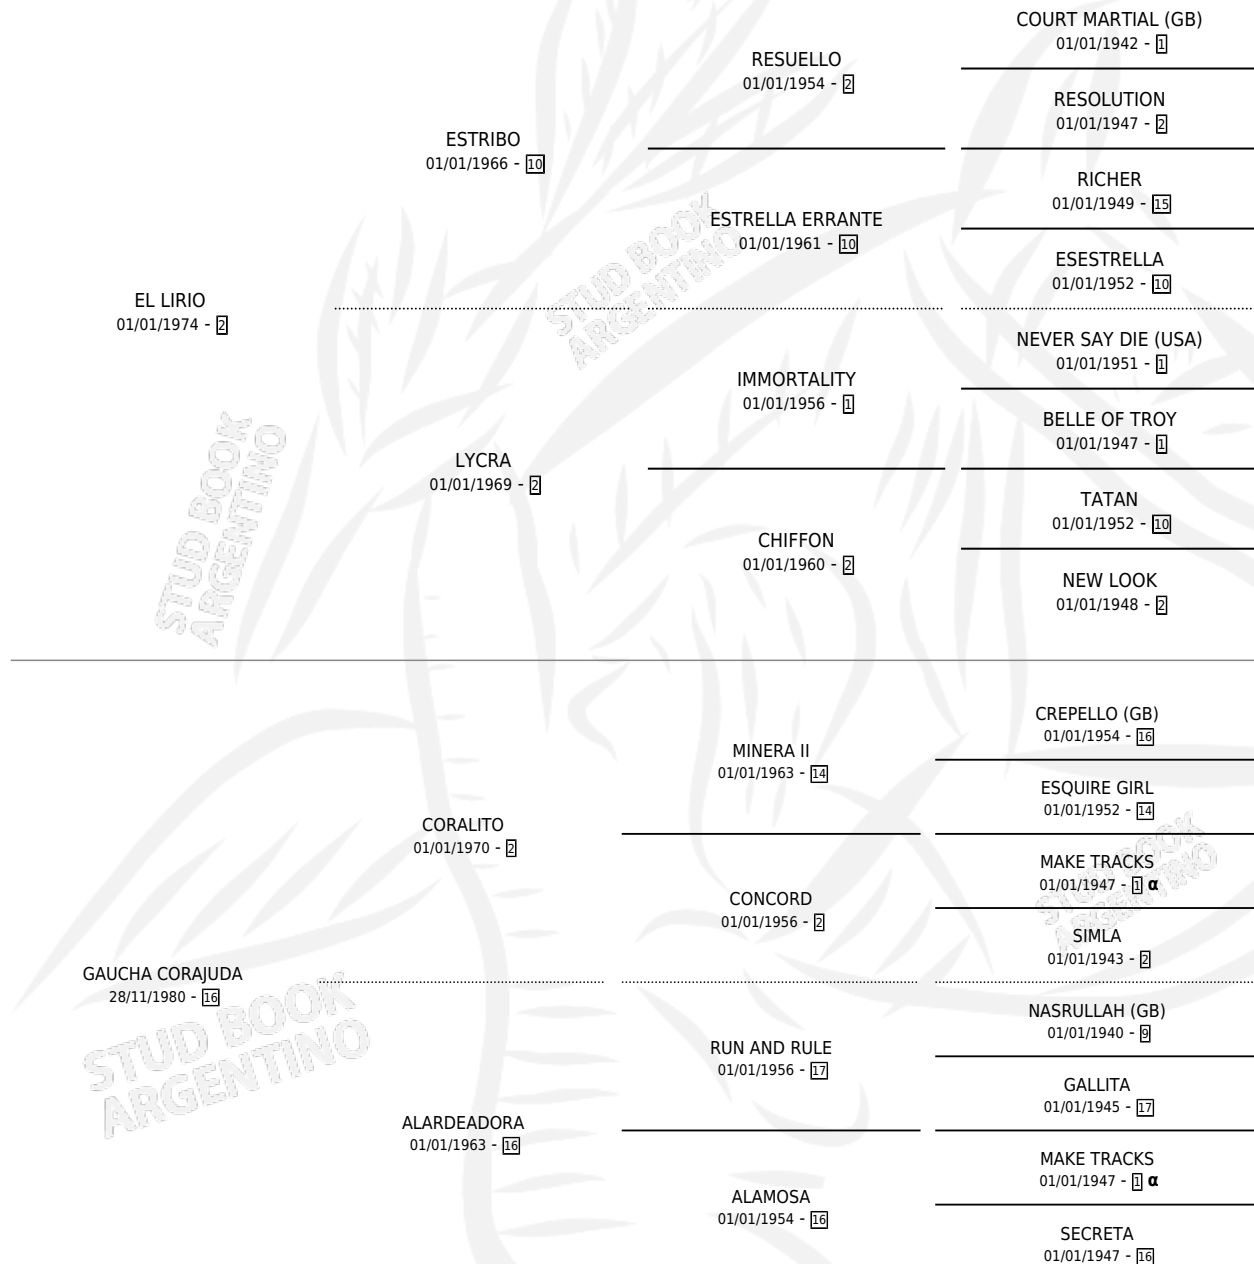 COURT MARTIAL (GB)
01/01/1942 - 1
RESUELLO
01/01/1954 - 2
RESOLUTION
01/01/1947 - 2
ESTRIBO
01/01/1966 - 10
RICHER
01/01/1949 - 15
ESTRELLA ERRANTE
01/01/1961 - 10
ESESTRELLA
01/01/1952 - 10
EL LIRIO
01/01/1974 - 2
STUD BOOK
ARGENTINO
NEVER SAY DIE (USA)
01/01/1951 - 1
IMMORTALITY
01/01/1956 - 1
BELLE OF TROY
01/01/1947 - 1
LYCRA
01/01/1969 - 2
TATAN
01/01/1952 - 10
CHIFFON
01/01/1960 - 2
NEW LOOK
01/01/1948 - 2
STUD BOOK
ARGENTINO
CREPELLO (GB)
01/01/1954 - 16
MINERA II
01/01/1963 - 14
ESQUIRE GIRL
01/01/1952 - 14
CORALITO
01/01/1970 - 2
MAKE TRACKS
01/01/1947 - 1 α
CONCORD
01/01/1956 - 2
SIMLA
01/01/1943 - 2
STUD BOOK
ARGENTINO
GAUCHA CORAJUDA
28/11/1980 - 16
STUD BOOK
ARGENTINO
NASRULLAH (GB)
01/01/1940 - 9
RUN AND RULE
01/01/1956 - 17
GALLITA
01/01/1945 - 17
ALARDEADORA
01/01/1963 - 16
MAKE TRACKS
01/01/1947 - 1 α
ALAMOSA
01/01/1954 - 16
SECRETA
01/01/1947 - 16